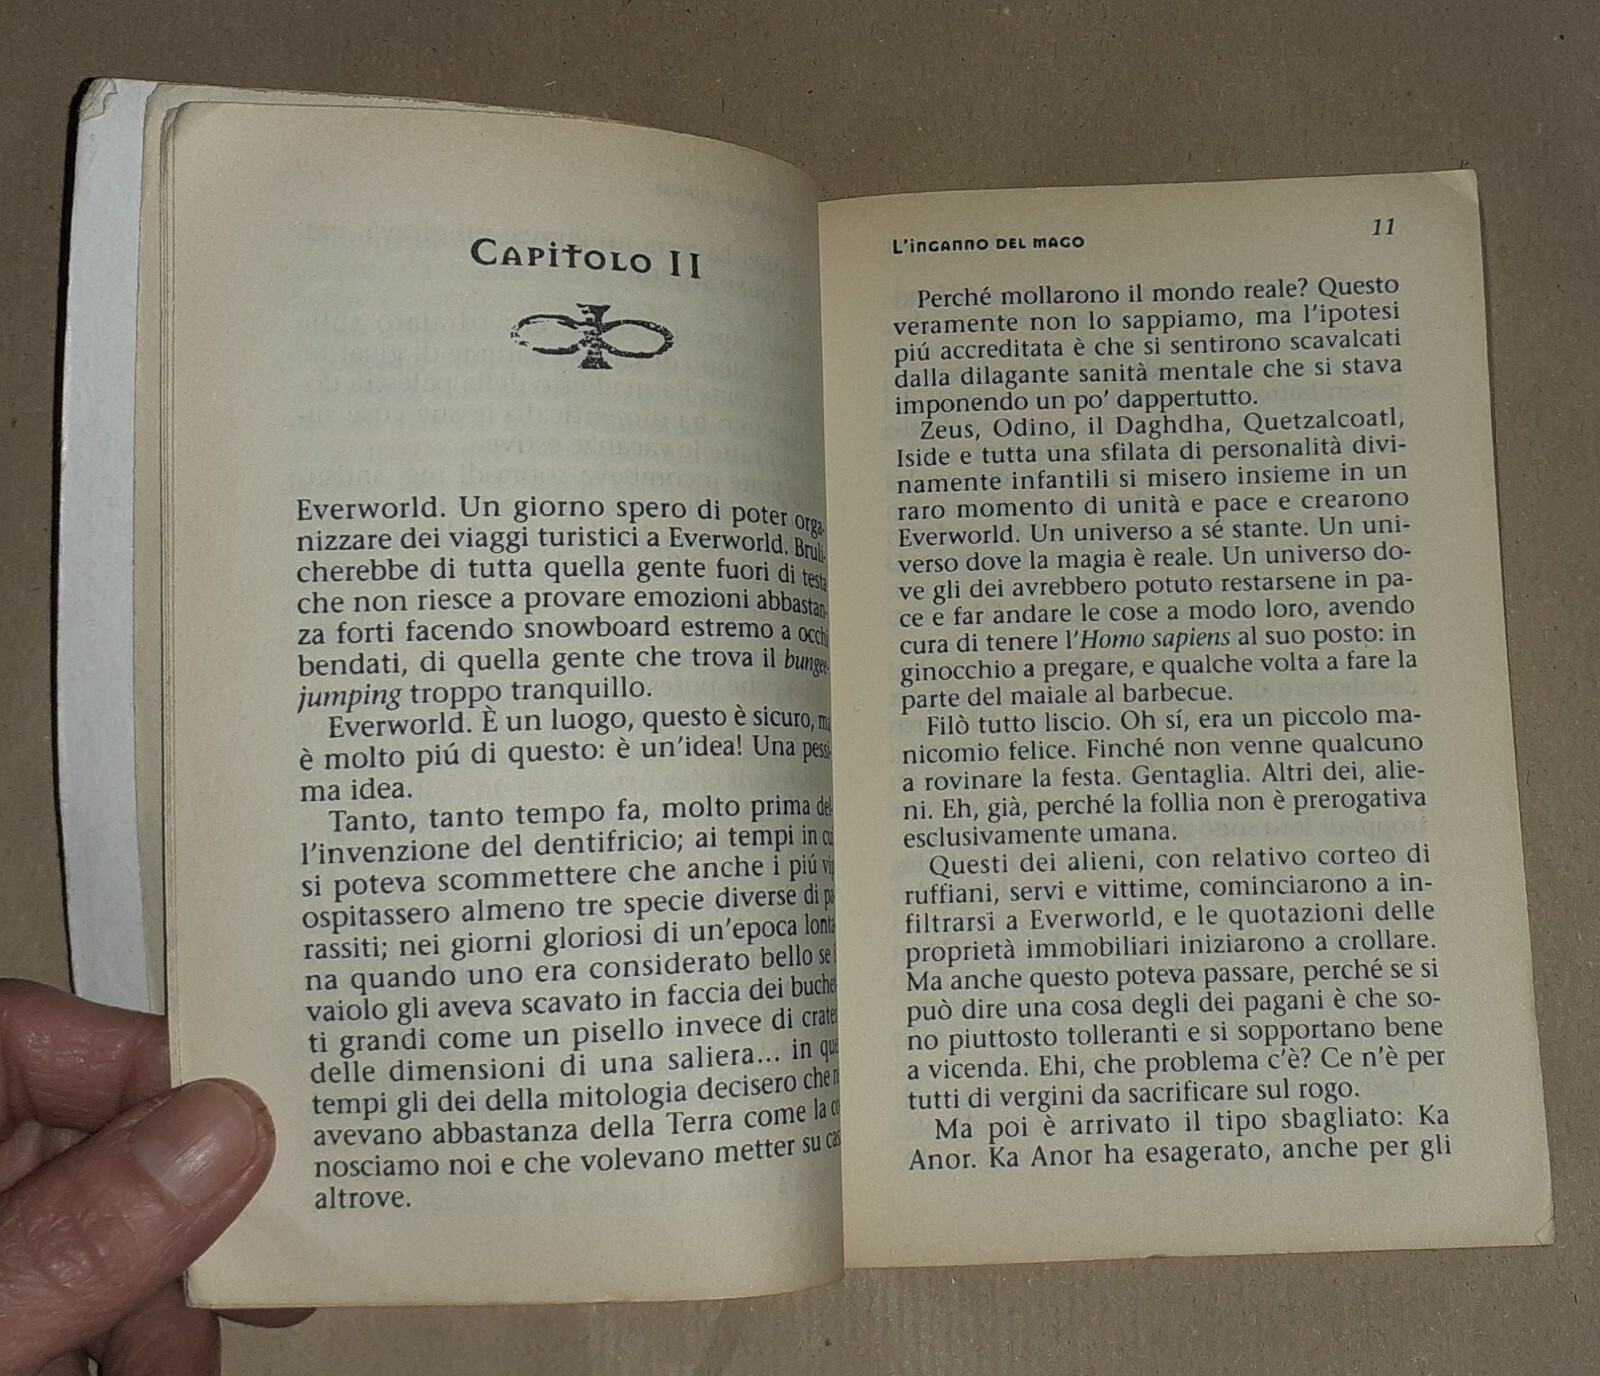 CAPITOLO II
Everworld. Un giorno spero di poter orga-
nizzare dei viaggi turistici a Everworld. Bruli-
cherebbe di tutta quella gente fuori di testa
che non riesce a provare emozioni abbastan-
za forti facendo snowboard estremo a occhi
bendati, di quella gente che trova il bungee-
jumping troppo tranquillo.
Everworld. È un luogo, questo è sicuro, ma
è molto piú di questo: è un'idea! Una pessi-
ma idea.
Tanto, tanto tempo fa, molto prima del-
l'invenzione del dentifricio; ai tempi in cui
si poteva scommettere che anche i piú vip
ospitassero almeno tre specie diverse di pa-
rassiti; nei giorni gloriosi di un'epoca lonta-
na quando uno era considerato bello se il
vaiolo gli aveva scavato in faccia dei buchet-
ti grandi come un pisello invece di crateri
delle dimensioni di una saliera... in quei
tempi gli dei della mitologia decisero che ne
avevano abbastanza della Terra come la co-
nosciamo noi e che volevano metter su casa
altrove.
L'INGANNO DEL MAGO
11
Perché mollarono il mondo reale? Questo
veramente non lo sappiamo, ma l'ipotesi
piú accreditata è che si sentirono scavalcati
dalla dilagante sanità mentale che si stava
imponendo un po' dappertutto.
Zeus, Odino, il Daghdha, Quetzalcoatl,
Iside e tutta una sfilata di personalità divi-
namente infantili si misero insieme in un
raro momento di unità e pace e crearono
Everworld. Un universo a sé stante. Un uni-
verso dove la magia è reale. Un universo do-
ve gli dei avrebbero potuto restarsene in pa-
ce e far andare le cose a modo loro, avendo
cura di tenere l'Homo sapiens al suo posto: in
ginocchio a pregare, e qualche volta a fare la
parte del maiale al barbecue.
Filò tutto liscio. Oh sí, era un piccolo ma-
nicomio felice. Finché non venne qualcuno
a rovinare la festa. Gentaglia. Altri dei, alie-
ni. Eh, già, perché la follia non è prerogativa
esclusivamente umana.
Questi dei alieni, con relativo corteo di
ruffiani, servi e vittime, cominciarono a in-
filtrarsi a Everworld, e le quotazioni delle
proprietà immobiliari iniziarono a crollare.
Ma anche questo poteva passare, perché se si
può dire una cosa degli dei pagani è che so-
no piuttosto tolleranti e si sopportano bene
a vicenda. Ehi, che problema c'è? Ce n'è per
tutti di vergini da sacrificare sul rogo.
Ma poi è arrivato il tipo sbagliato: Ka
Anor. Ka Anor ha esagerato, anche per gli